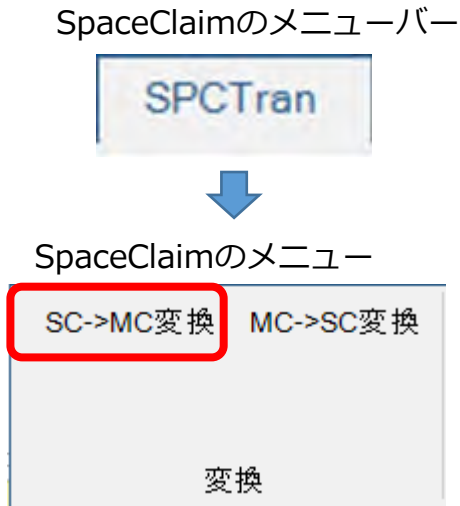 SpaceClaimのメニューバー
SPCTran
SpaceClaimのメニュー
SC->MC変換 MC->SC変換
変換